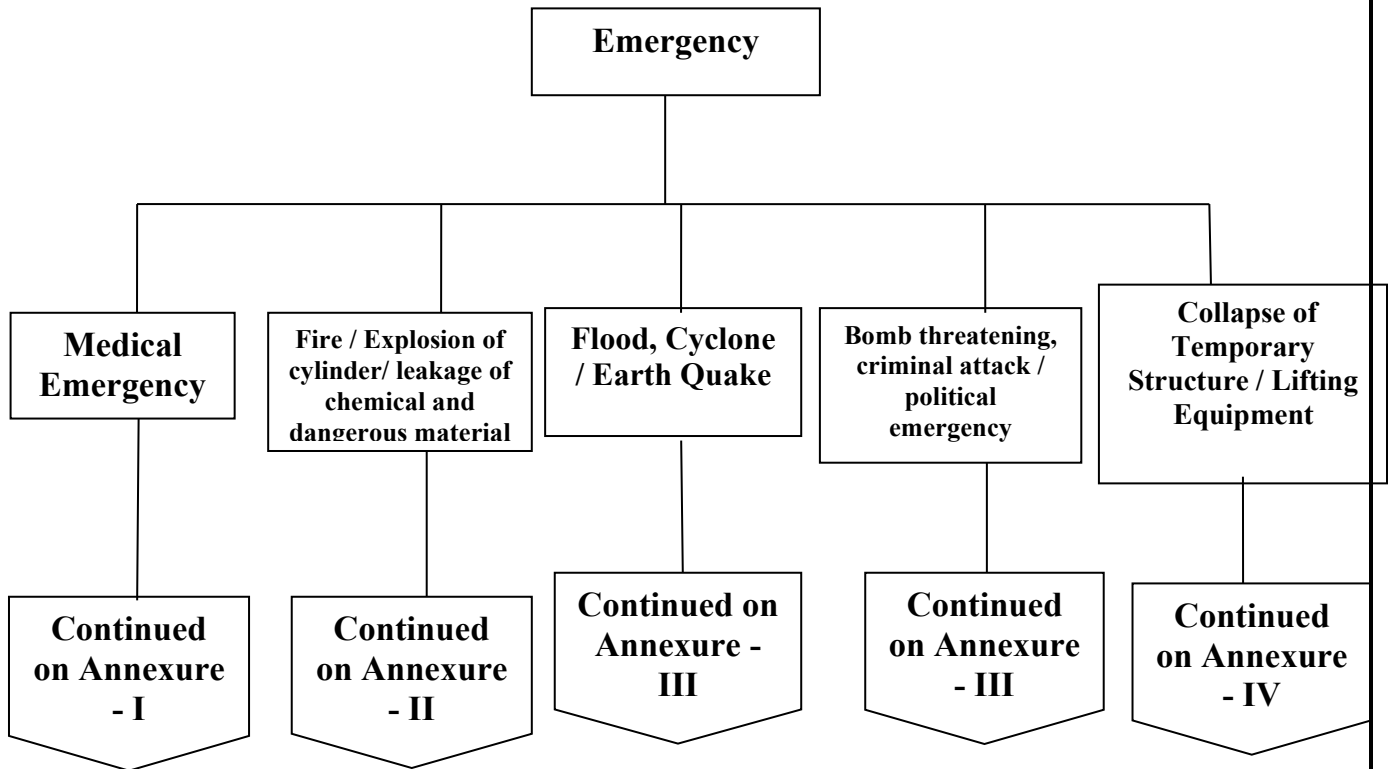 Emergency
Medical
Emergency
Fire / Explosion of
cylinder/ leakage of
chemical and
dangerous material
Flood, Cyclone
/ Earth Quake
Bomb threatening,
criminal attack /
political
emergency
Collapse of
Temporary
Structure / Lifting
Equipment
Continued
on Annexure
- I
Continued
on Annexure
- II
Continued on
Annexure -
III
Continued
on Annexure
- III
Continued
on Annexure
- IV